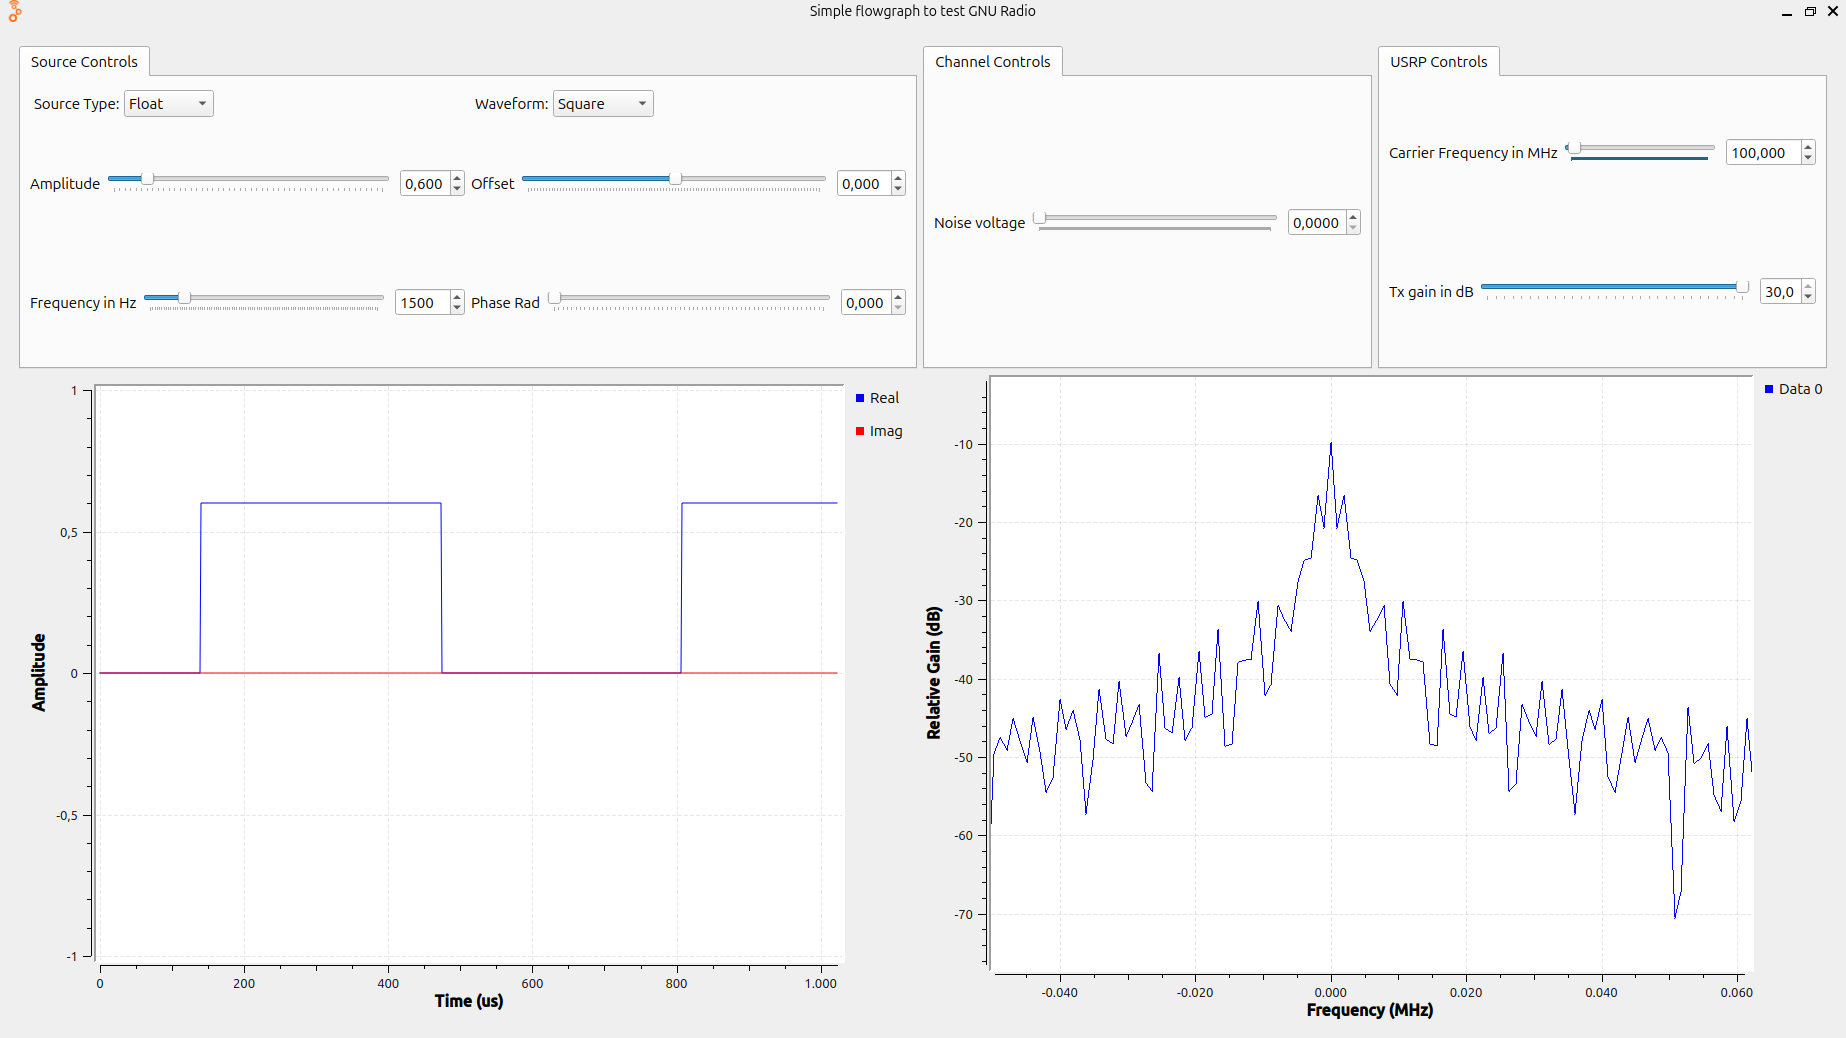 Simple flowgraph to test GNU Radio
Source Controls
Channel Controls
USRP Controls
Source Type: Float
Waveform: Square
Carrier Frequency in MHz 100,000
Amplitude 0,600
Offset 0,000
Noise voltage 0,0000
Frequency in Hz 1500
Phase Rad 0,000
Tx gain in dB 30,0
1
0,5
0
-0,5
-1
Amplitude
0 200 400 600 800 1.000
Time (us)
Real
Imag
-10
-20
-30
-40
-50
-60
-70
Relative Gain (dB)
-0.040 -0.020 0.000 0.020 0.040 0.060
Frequency (MHz)
Data 0